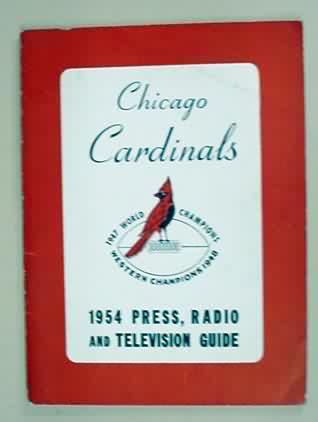 Chicago
Cardinals
1947 WORLD CHAMPIONS
WESTERN CHAMPIONS 1948
1954 PRESS, RADIO
AND TELEVISION GUIDE